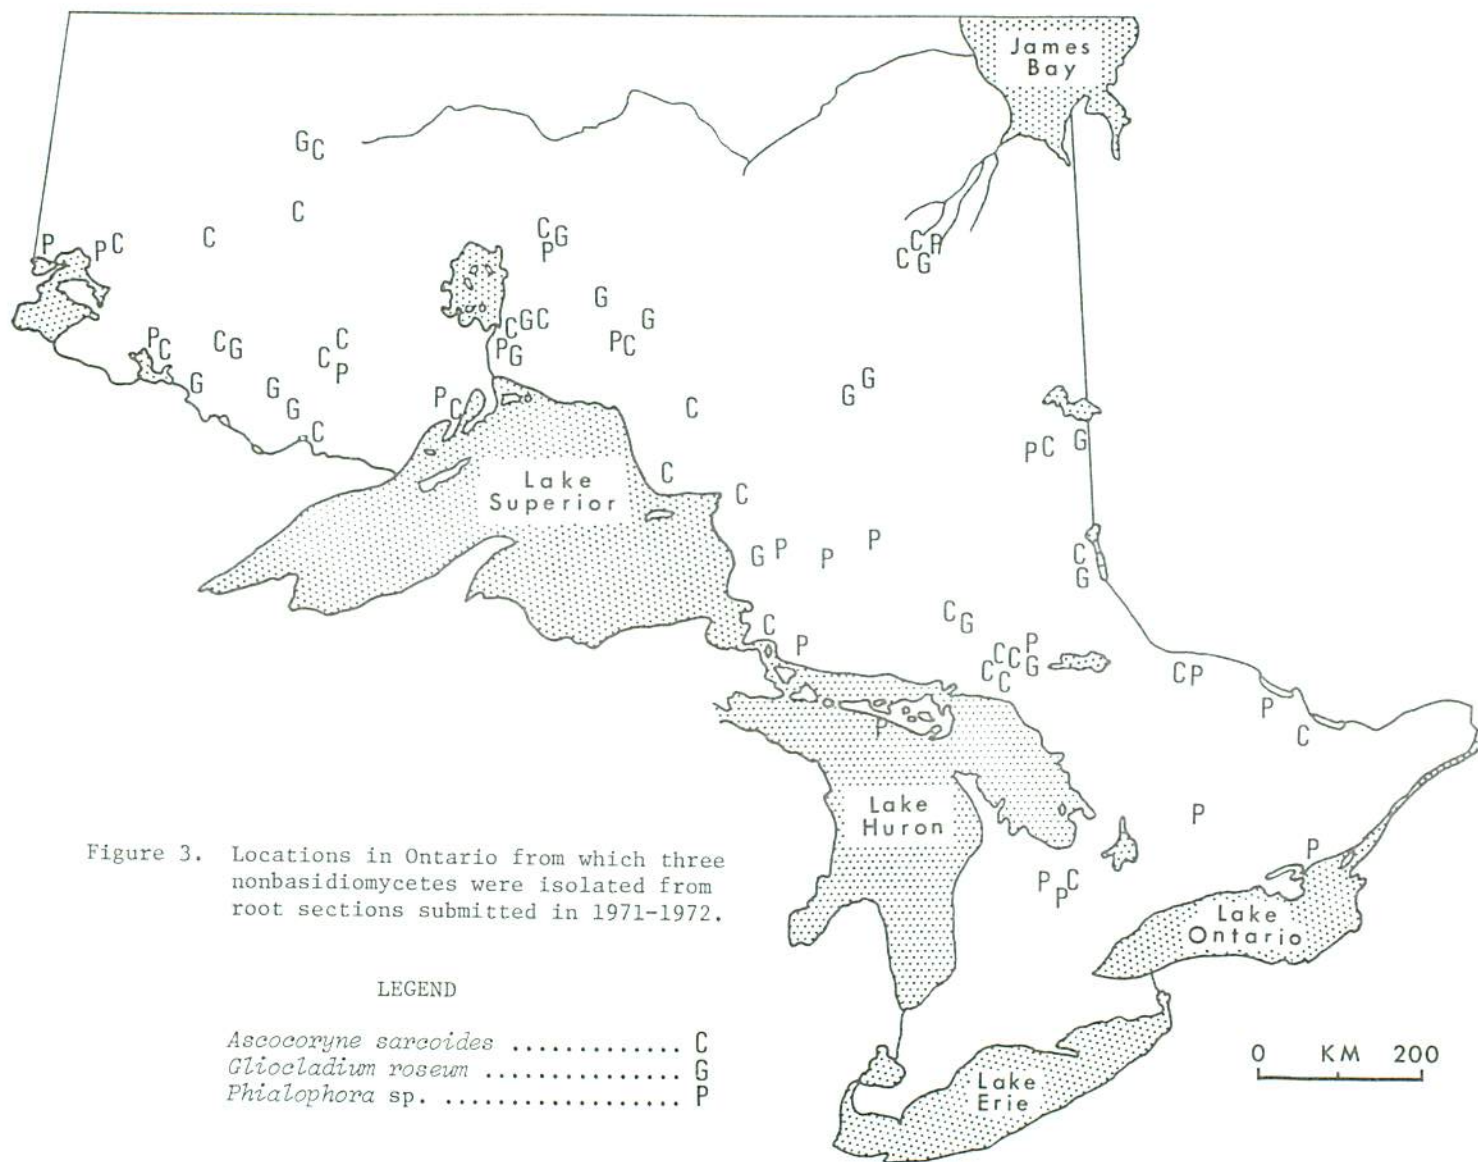 James
Bay
G C
C
C
P
P C
C G
P
C P
C G
G
C G C
P G
G
P C
C
C
P
P C
C G
G
G
G
C
P C
C
G
G
P C G
C
C
G P
P
P
C
G
C
P
C G
P
C C G
C C
C P
P
C
P
P
P
P C
P
Lake
Superior
Lake
Huron
Lake
Ontario
Lake
Erie
Figure 3. Locations in Ontario from which three
nonbasidiomycetes were isolated from
root sections submitted in 1971-1972.
LEGEND
Ascocoryne sarcoides .............. C
Gliocladium roseum ................ G
Phialophora sp. ................... P
0 KM 200